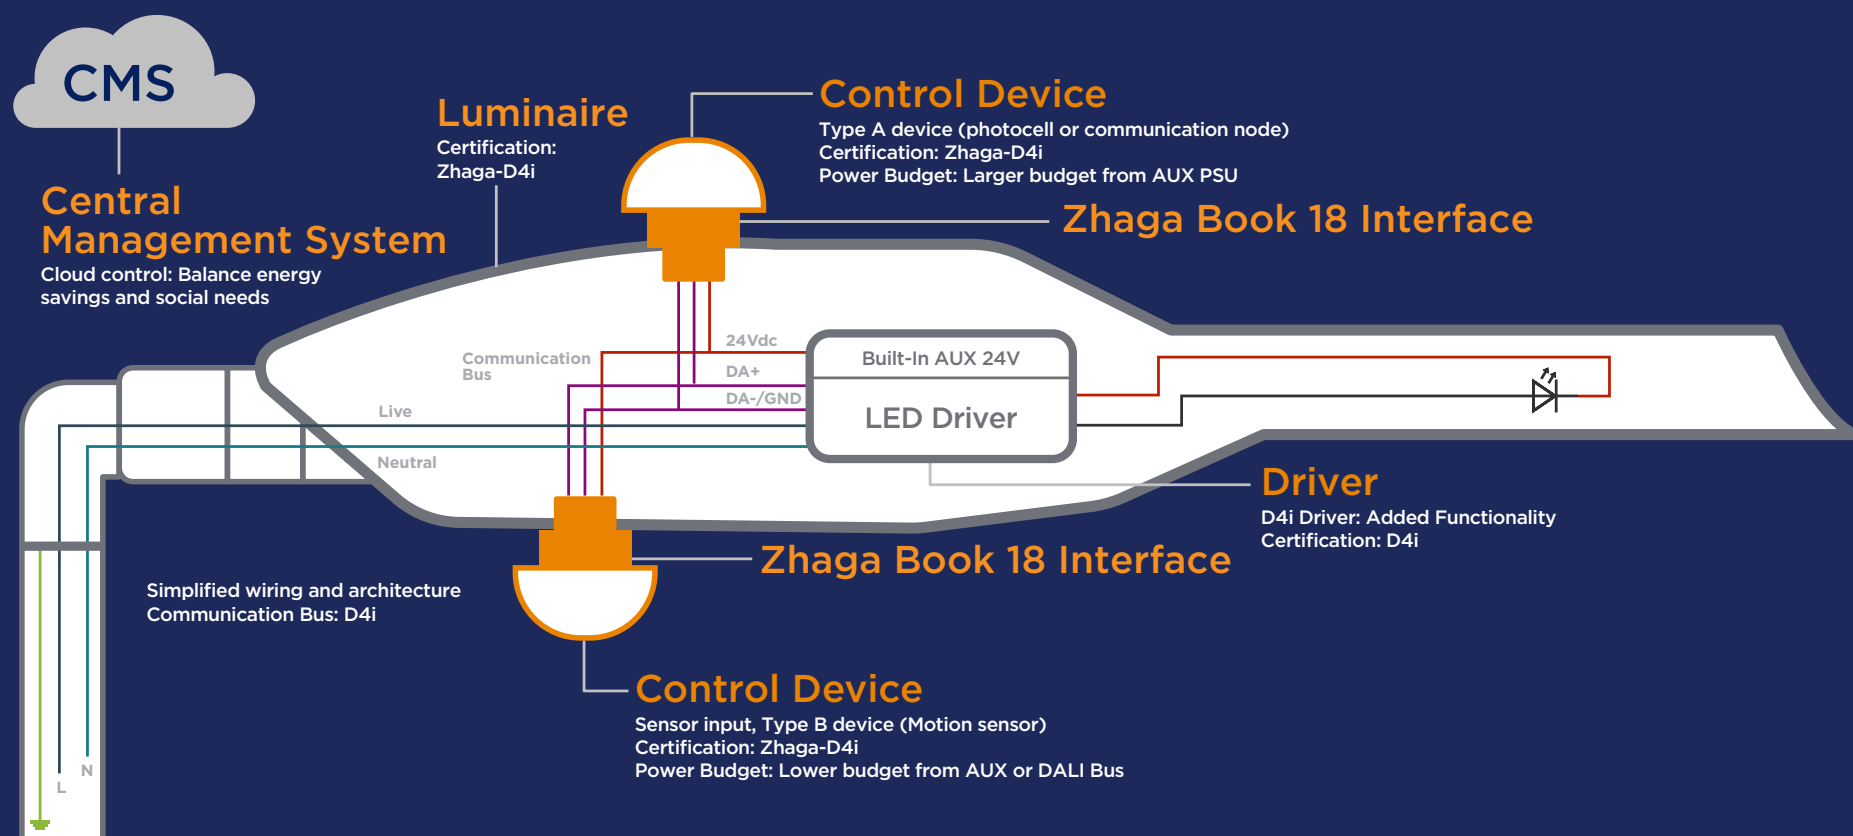 CMS
Central
Management System
Cloud control: Balance energy
savings and social needs
Luminaire
Certification:
Zhaga-D4i
Control Device
Type A device (photocell or communication node)
Certification: Zhaga-D4i
Power Budget: Larger budget from AUX PSU
Zhaga Book 18 Interface
24Vdc
Communication
Bus
DA+
DA-/GND
Live
Neutral
Built-In AUX 24V
LED Driver
Driver
D4i Driver: Added Functionality
Certification: D4i
Zhaga Book 18 Interface
Simplified wiring and architecture
Communication Bus: D4i
Control Device
Sensor input, Type B device (Motion sensor)
Certification: Zhaga-D4i
Power Budget: Lower budget from AUX or DALI Bus
N
L